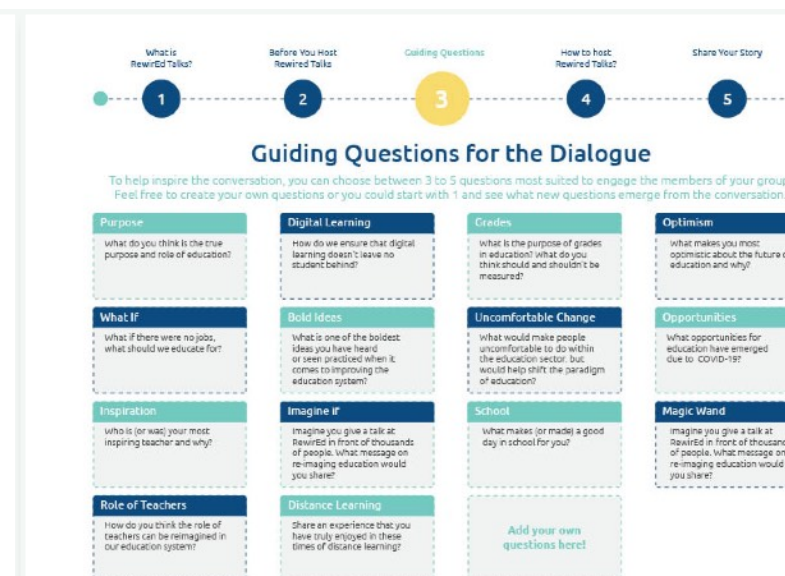 What is
RewirEd Talks?
Before You Host
Rewired Talks
Guiding Questions
How to host
Rewired Talks?
Share Your Story
1
2
3
4
5
Guiding Questions for the Dialogue
To help inspire the conversation, you can choose between 3 to 5 questions most suited to engage the members of your group
Feel free to create your own questions or you could start with 1 and see what new questions emerge from the conversation.
Purpose
What do you think is the true
purpose and role of education?
Digital Learning
How do we ensure that digital
learning doesn't leave no
student behind?
Grades
What is the purpose of grades
in education? What do you
think should and shouldn't be
measured?
Optimism
What makes you most
optimistic about the future
education and why?
What If
What if there were no jobs,
what should we educate for?
Bold Ideas
What is one of the boldest
ideas you have heard
or seen practiced when it
comes to improving the
education system?
Uncomfortable Change
What would make people
uncomfortable to do within
the education sector, but
would help shift the paradigm
of education?
Opportunities
What opportunities for
education have emerged
due to COVID-19?
Inspiration
Who is (or was) your most
inspiring teacher and why?
Imagine if
Imagine you give a talk at
RewirEd in front of thousands
of people. What message on
re-imaging education would
you share?
School
What makes (or made) a good
day in school for you?
Magic Wand
Imagine you give a talk at
RewirEd in front of thousand
of people. What message on
re-imaging education would
you share?
Role of Teachers
How do you think the role of
teachers can be reimagined in
our education system?
Distance Learning
Share an experience that you
have truly enjoyed in these
times of distance learning?
Add your own
questions here!